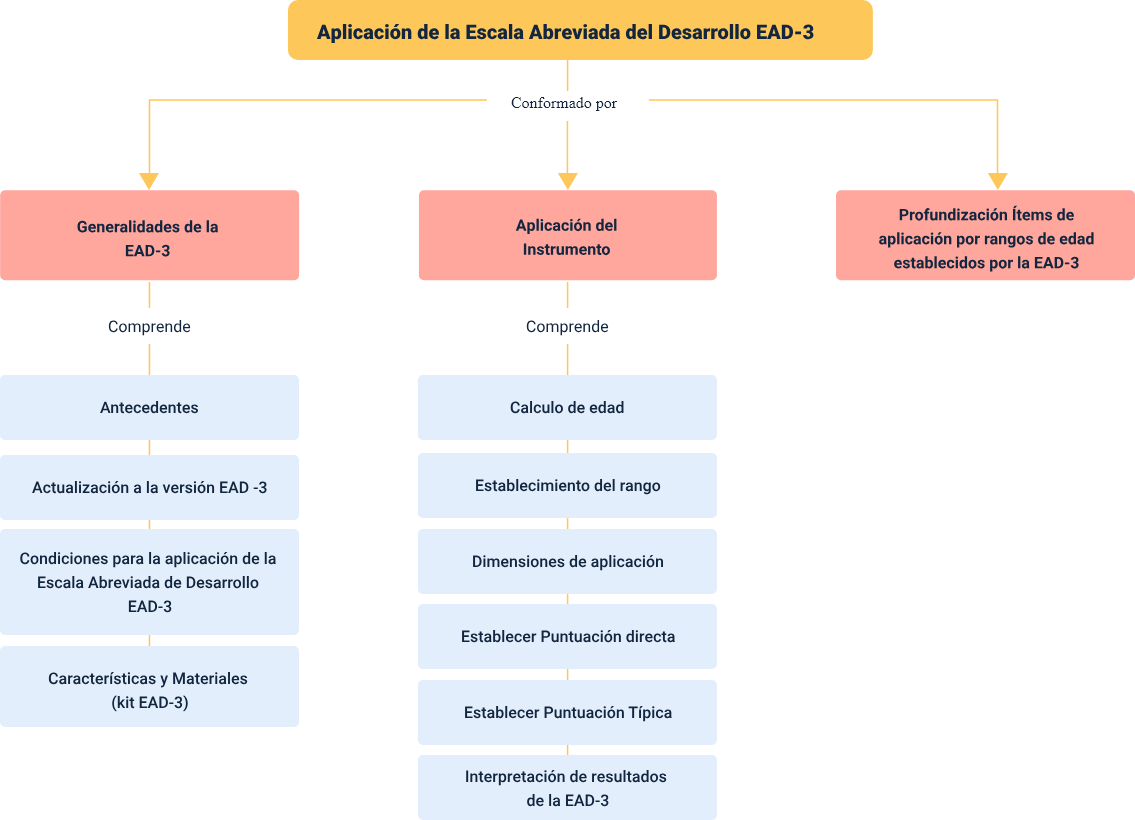 Aplicación de la Escala Abreviada del Desarrollo EAD-3
Conformado por
Generalidades de la
EAD-3
Aplicación del
Instrumento
Profundización Ítems de
aplicación por rangos de edad
establecidos por la EAD-3
Comprende
Comprende
Antecedentes
Actualización a la versión EAD -3
Condiciones para la aplicación de la
Escala Abreviada de Desarrollo
EAD-3
Características y Materiales
(kit EAD-3)
Calculo de edad
Establecimiento del rango
Dimensiones de aplicación
Establecer Puntuación directa
Establecer Puntuación Típica
Interpretación de resultados
de la EAD-3